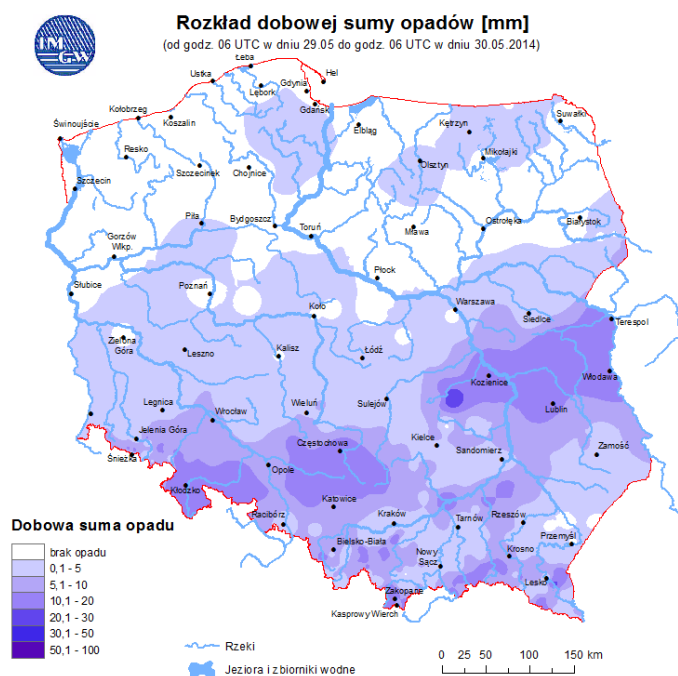 Rozkład dobowej sumy opadów [mm]
(od godz. 06 UTC w dniu 29.05 do godz. 06 UTC w dniu 30.05.2014)
IM
GW
Łeba
Ustka
Hel
Lębork
Gdynia
Gdańsk
Kołobrzeg
Koszalin
Świnoujście
Elbląg
Kętrzyn
Suwałki
Resko
Szczecinek
Chojnice
Olsztyn
Mikołajki
Szczecin
Piła
Bydgoszcz
Toruń
Mława
Ostrołęka
Białystok
Gorzów
Wlkp.
Płock
Słubice
Poznań
Koło
Warszawa
Siedlce
Terespol
Zielona
Góra
Leszno
Kalisz
Łódź
Kozienice
Włodawa
Legnica
Wrocław
Wieluń
Sulejów
Lublin
Jelenia Góra
Częstochowa
Kielce
Sandomierz
Zamość
Śnieżka
Opole
Kłodzko
Katowice
Racibórz
Kraków
Tarnów
Rzeszów
Przemyśl
Bielsko-Biała
Nowy
Sącz
Krosno
Lesko
Zakopane
Kasprowy Wierch
Dobowa suma opadu
brak opadu
0,1 - 5
5,1 - 10
10,1 - 20
20,1 - 30
30,1 - 50
50,1 - 100
Rzeki
Jeziora i zbiorniki wodne
0 25 50 100 150 km